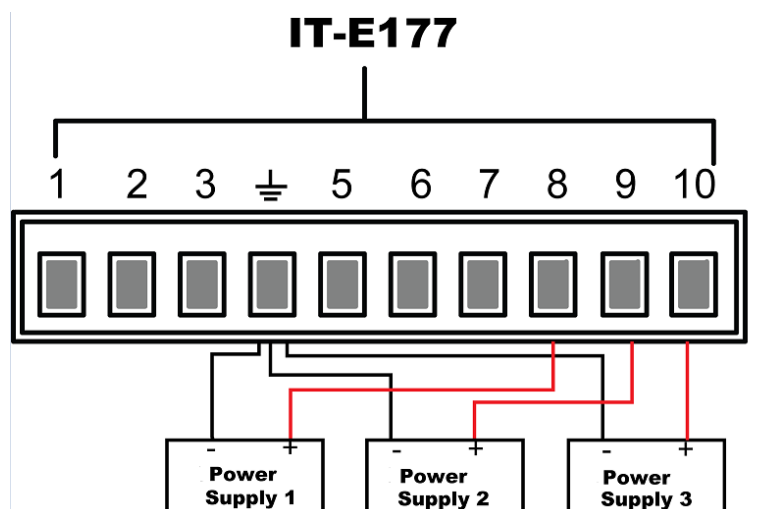 IT-E177
1 2 3 5 6 7 8 9 10
- + - + - +
Power Power Power
Supply 1 Supply 2 Supply 3